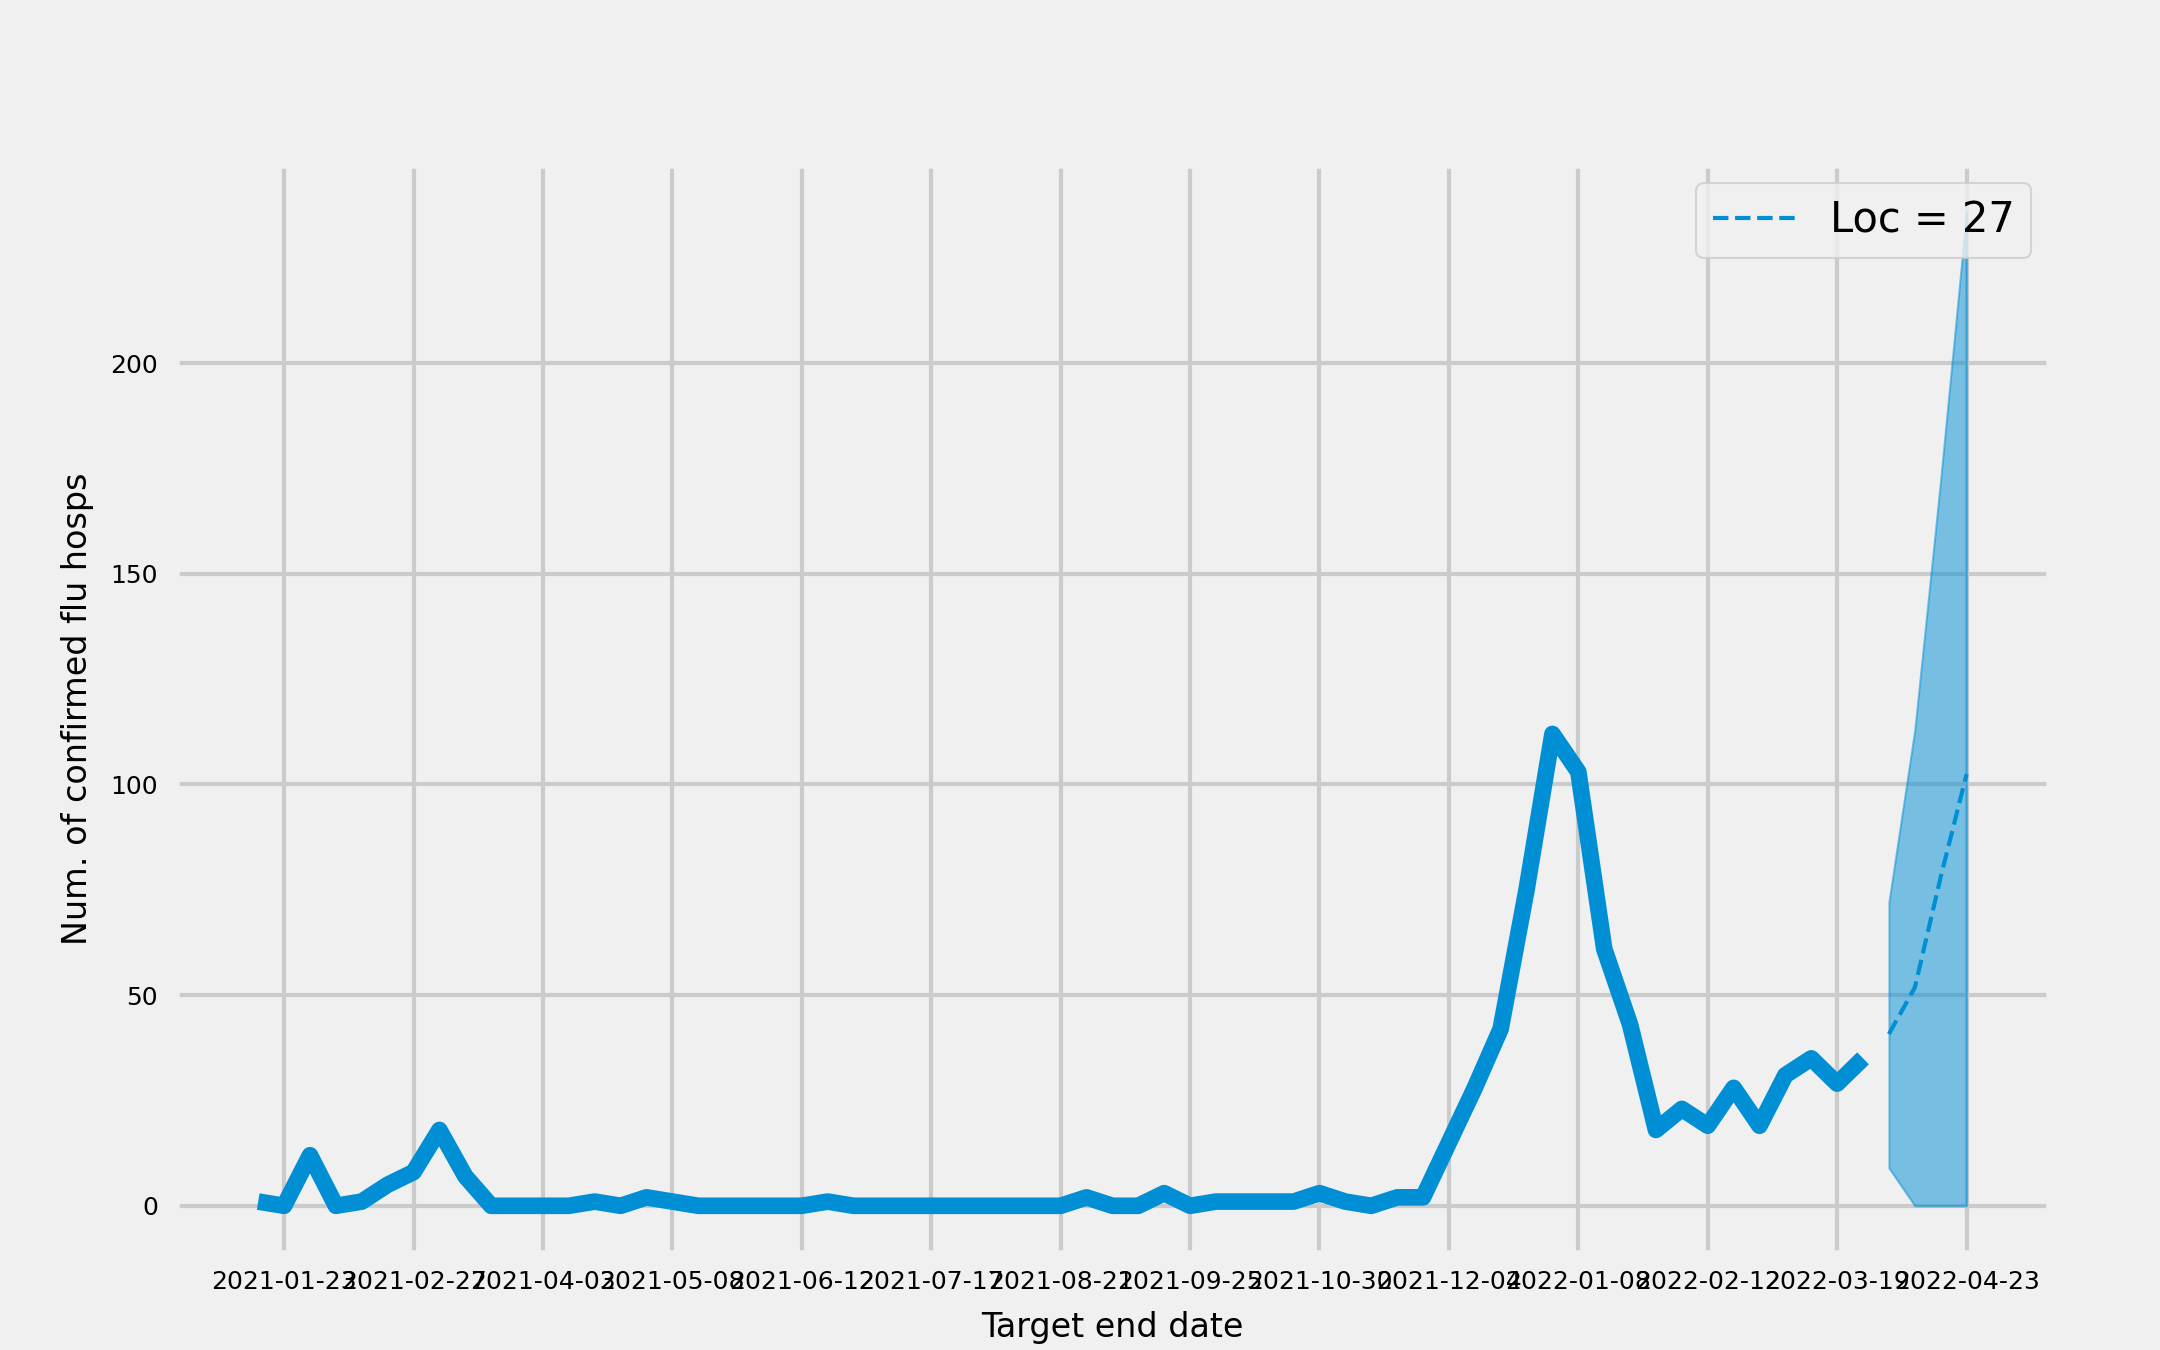 Loc = 27
Num. of confirmed flu hosps
200
150
100
50
0
2021-01-23 2021-02-27 2021-04-03 2021-05-08 2021-06-12 2021-07-17 2021-08-21 2021-09-25 2021-10-30 2021-12-04 2022-01-08 2022-02-12 2022-03-19 2022-04-23
Target end date